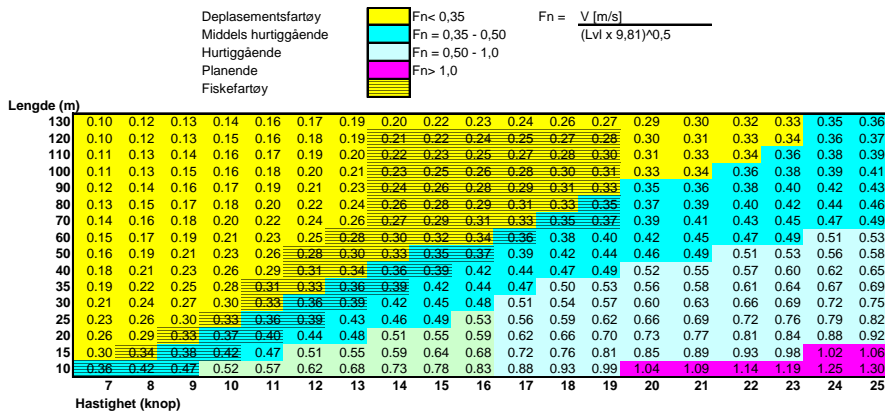 Deplasementsfartøy Fn< 0,35 Fn = V [m/s]
Middels hurtiggående Fn = 0,35 - 0,50 (Lvl x 9,81)^0,5
Hurtiggående Fn = 0,50 - 1,0
Planende Fn> 1,0
Fiskefartøy
Lengde (m)
130 0.10 0.12 0.13 0.14 0.16 0.17 0.19 0.20 0.22 0.23 0.24 0.26 0.27 0.29 0.30 0.32 0.33 0.35 0.36
120 0.10 0.12 0.13 0.15 0.16 0.18 0.19 0.21 0.22 0.24 0.25 0.27 0.28 0.30 0.31 0.33 0.34 0.36 0.37
110 0.11 0.13 0.14 0.16 0.17 0.19 0.20 0.22 0.23 0.25 0.27 0.28 0.30 0.31 0.33 0.34 0.36 0.38 0.39
100 0.11 0.13 0.15 0.16 0.18 0.20 0.21 0.23 0.25 0.26 0.28 0.30 0.31 0.33 0.34 0.36 0.38 0.39 0.41
90 0.12 0.14 0.16 0.17 0.19 0.21 0.23 0.24 0.26 0.28 0.29 0.31 0.33 0.35 0.36 0.38 0.40 0.42 0.43
80 0.13 0.15 0.17 0.18 0.20 0.22 0.24 0.26 0.28 0.29 0.31 0.33 0.35 0.37 0.39 0.40 0.42 0.44 0.46
70 0.14 0.16 0.18 0.20 0.22 0.24 0.26 0.27 0.29 0.31 0.33 0.35 0.37 0.39 0.41 0.43 0.45 0.47 0.49
60 0.15 0.17 0.19 0.21 0.23 0.25 0.28 0.30 0.32 0.34 0.36 0.38 0.40 0.42 0.45 0.47 0.49 0.51 0.53
50 0.16 0.19 0.21 0.23 0.26 0.28 0.30 0.33 0.35 0.37 0.39 0.42 0.44 0.46 0.49 0.51 0.53 0.56 0.58
40 0.18 0.21 0.23 0.26 0.29 0.31 0.34 0.36 0.39 0.42 0.44 0.47 0.49 0.52 0.55 0.57 0.60 0.62 0.65
35 0.19 0.22 0.25 0.28 0.31 0.33 0.36 0.39 0.42 0.44 0.47 0.50 0.53 0.56 0.58 0.61 0.64 0.67 0.69
30 0.21 0.24 0.27 0.30 0.33 0.36 0.39 0.42 0.45 0.48 0.51 0.54 0.57 0.60 0.63 0.66 0.69 0.72 0.75
25 0.23 0.26 0.30 0.33 0.36 0.39 0.43 0.46 0.49 0.53 0.56 0.59 0.62 0.66 0.69 0.72 0.76 0.79 0.82
20 0.26 0.29 0.33 0.37 0.40 0.44 0.48 0.51 0.55 0.59 0.62 0.66 0.70 0.73 0.77 0.81 0.84 0.88 0.92
15 0.30 0.34 0.38 0.42 0.47 0.51 0.55 0.59 0.64 0.68 0.72 0.76 0.81 0.85 0.89 0.93 0.98 1.02 1.06
10 0.36 0.42 0.47 0.52 0.57 0.62 0.68 0.73 0.78 0.83 0.88 0.93 0.99 1.04 1.09 1.14 1.19 1.25 1.30
7 8 9 10 11 12 13 14 15 16 17 18 19 20 21 22 23 24 25
Hastighet (knop)